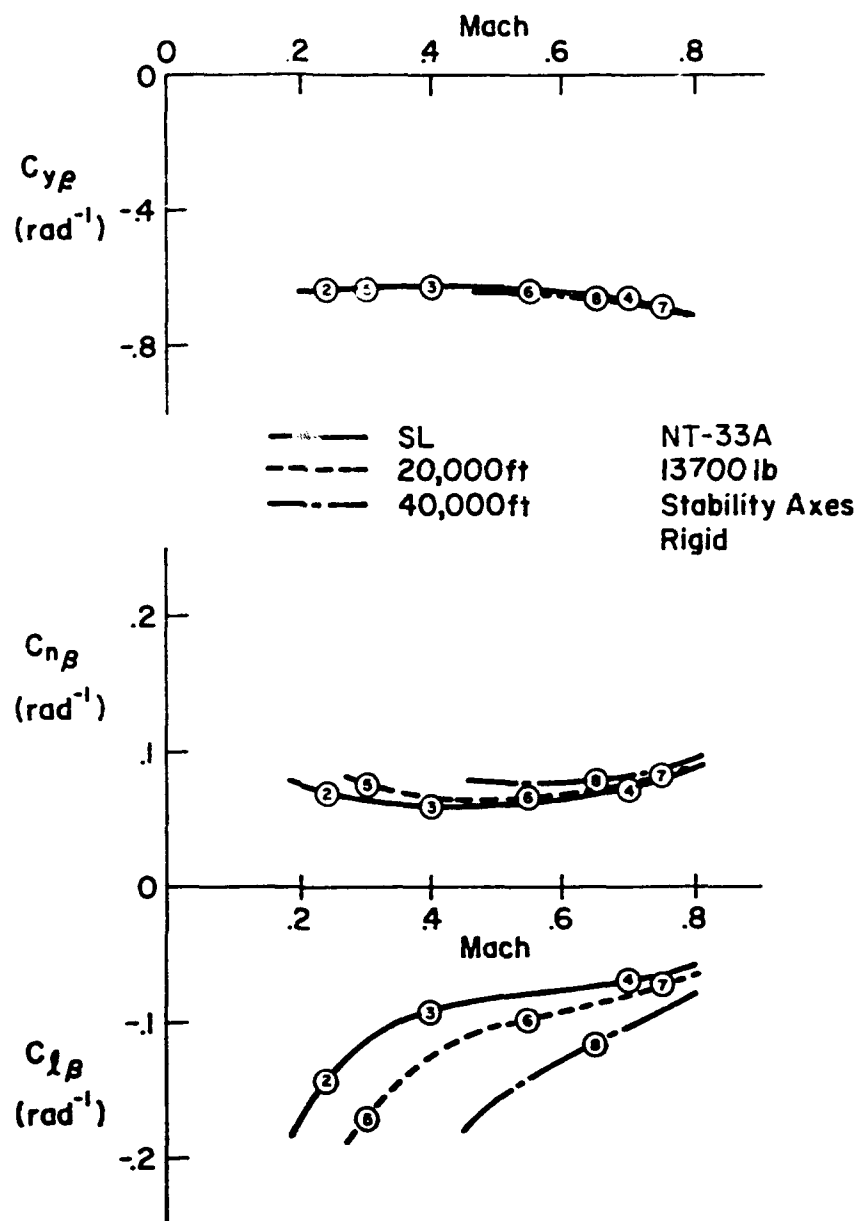 Mach
0 .2 .4 .6 .8
0
Cyβ
(rad⁻¹)
-.4
-.8
2 5 3 6 8 4 7
SL NT-33A
20,000ft 13700 lb
40,000ft Stability Axes
Rigid
.2
Cnβ
(rad⁻¹)
.1
2 5 3 6 8 4 7
0
.2 .4 .6 .8
Mach
Clβ
(rad⁻¹)
-.1
-.2
2 3 4 7 6 8